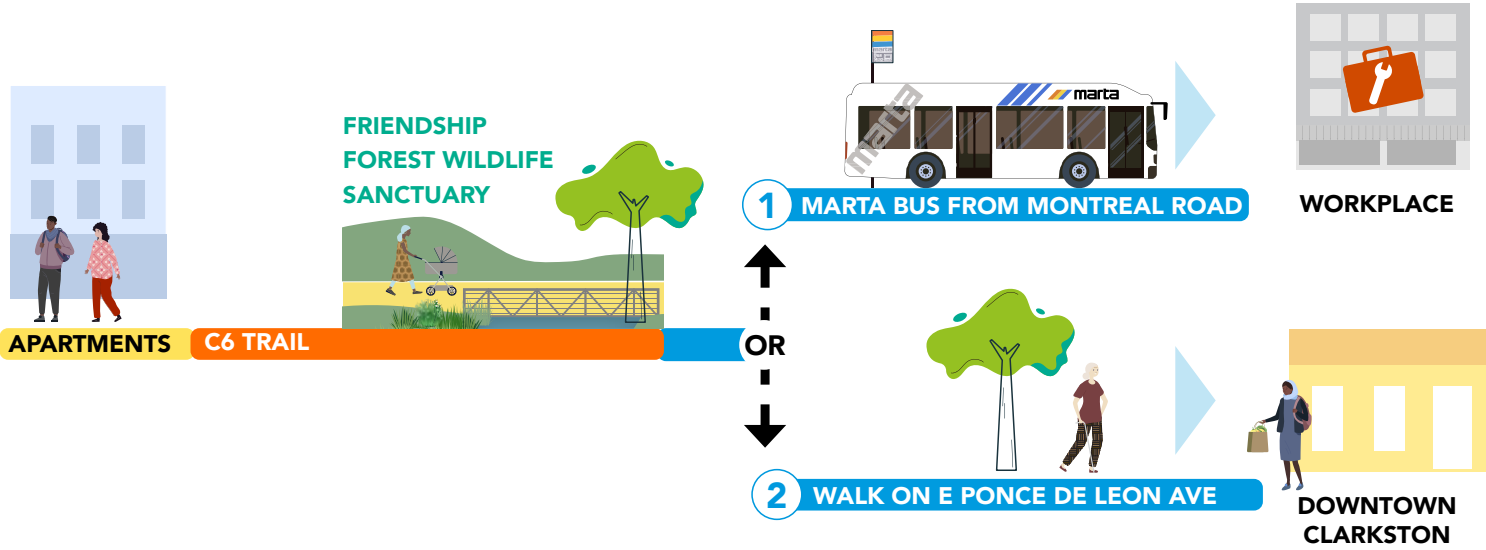 FRIENDSHIP
FOREST WILDLIFE
SANCTUARY
APARTMENTS
C6 TRAIL
OR
marta
marta
1 MARTA BUS FROM MONTREAL ROAD
WORKPLACE
2 WALK ON E PONCE DE LEON AVE
DOWNTOWN
CLARKSTON